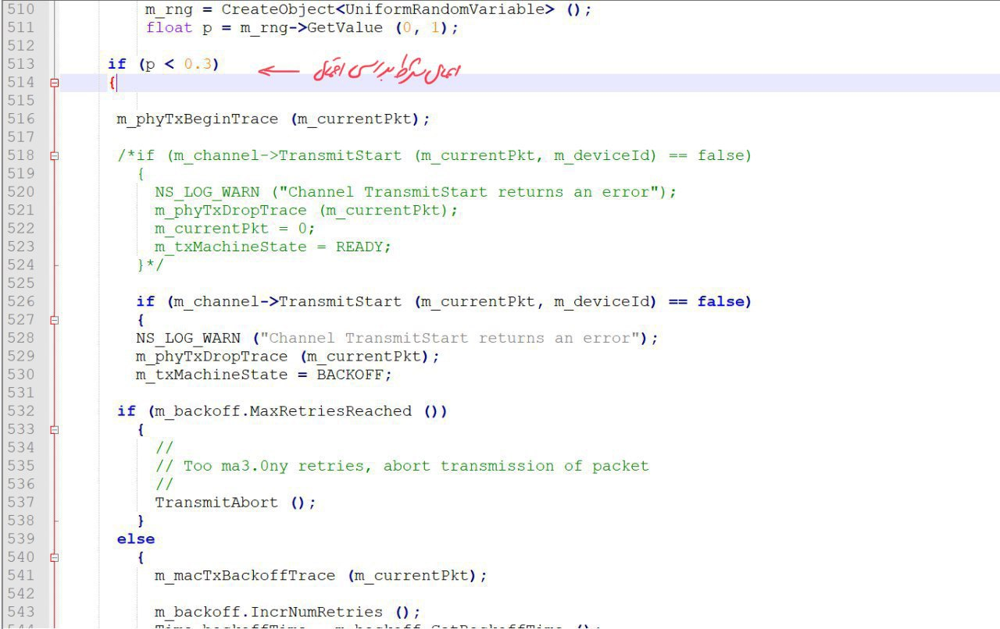 510 m_rng = CreateObject<UniformRandomVariable> ();
511 float p = m_rng->GetValue (0, 1);
512
513 if (p < 0.3) ← اعمال شرط بر اساس احتمال
514 {
515
516 m_phyTxBeginTrace (m_currentPkt);
517
518 /*if (m_channel->TransmitStart (m_currentPkt, m_deviceId) == false)
519 {
520 NS_LOG_WARN ("Channel TransmitStart returns an error");
521 m_phyTxDropTrace (m_currentPkt);
522 m_currentPkt = 0;
523 m_txMachineState = READY;
524 }*/
525
526 if (m_channel->TransmitStart (m_currentPkt, m_deviceId) == false)
527 {
528 NS_LOG_WARN ("Channel TransmitStart returns an error");
529 m_phyTxDropTrace (m_currentPkt);
530 m_txMachineState = BACKOFF;
531
532 if (m_backoff.MaxRetriesReached ())
533 {
534 //
535 // Too ma3.0ny retries, abort transmission of packet
536 //
537 TransmitAbort ();
538 }
539 else
540 {
541 m_macTxBackoffTrace (m_currentPkt);
542
543 m_backoff.IncrNumRetries ();